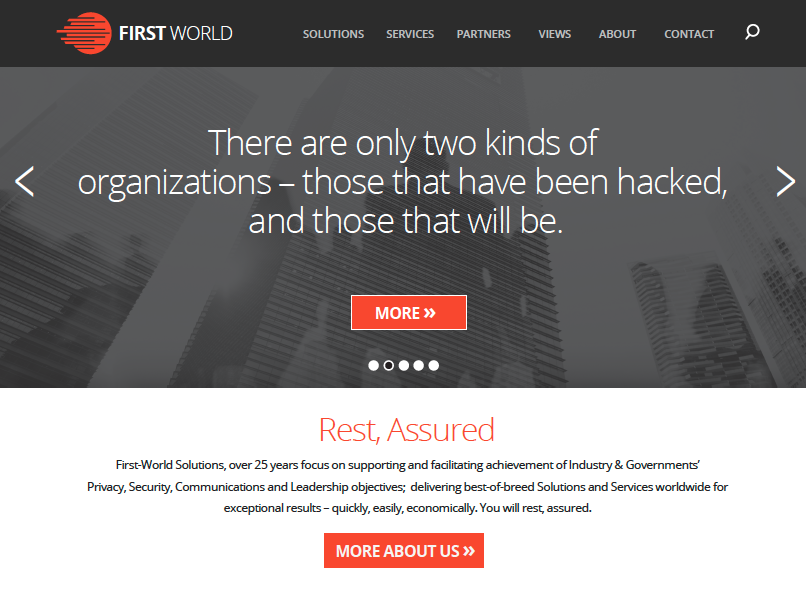 FIRST WORLD
SOLUTIONS SERVICES PARTNERS VIEWS ABOUT CONTACT
There are only two kinds of
organizations – those that have been hacked,
and those that will be.
MORE »
Rest, Assured
First-World Solutions, over 25 years focus on supporting and facilitating achievement of Industry & Governments’
Privacy, Security, Communications and Leadership objectives; delivering best-of-breed Solutions and Services worldwide for
exceptional results – quickly, easily, economically. You will rest, assured.
MORE ABOUT US »